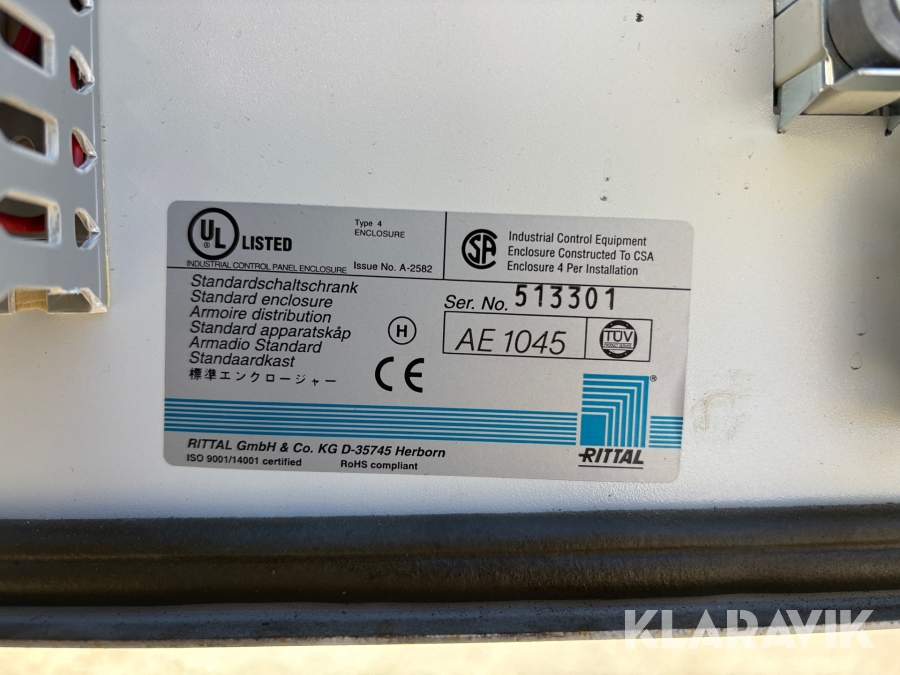 UL® LISTED
Type 4
ENCLOSURE
INDUSTRIAL CONTROL PANEL ENCLOSURE Issue No. A-2582
SA
Industrial Control Equipment
Enclosure Constructed To CSA
Enclosure 4 Per Installation
Standardschaltschrank
Standard enclosure
Armoire distribution
Standard apparatskåp
Armadio Standard
Standaardkast
標準エンクロージャー
H
CE
Ser. No. 513301
AE 1045
TÜV
®
RITTAL
RITTAL GmbH & Co. KG D-35745 Herborn
ISO 9001/14001 certified RoHS compliant
KLARAVIK